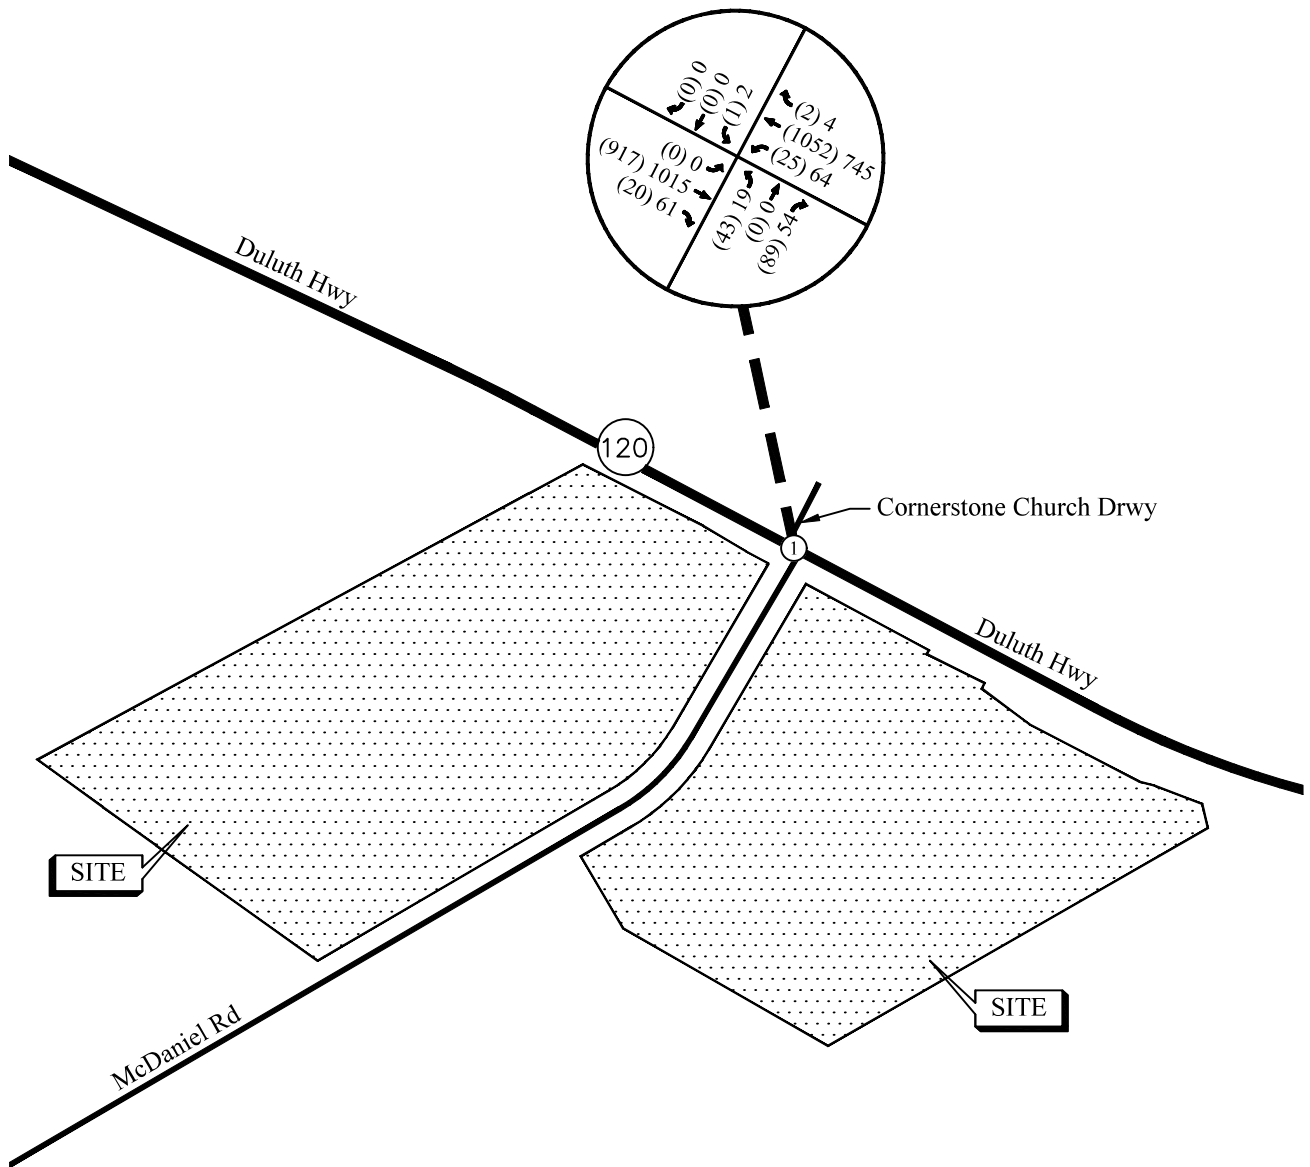 (0) 0
(0) 0
(1) 2
(2) 4
(1052) 745
(25) 64
(0) 0
(917) 1015
(20) 61
(43) 19
(0) 0
(89) 54
Duluth Hwy
120
Cornerstone Church Drwy
1
Duluth Hwy
SITE
SITE
McDaniel Rd